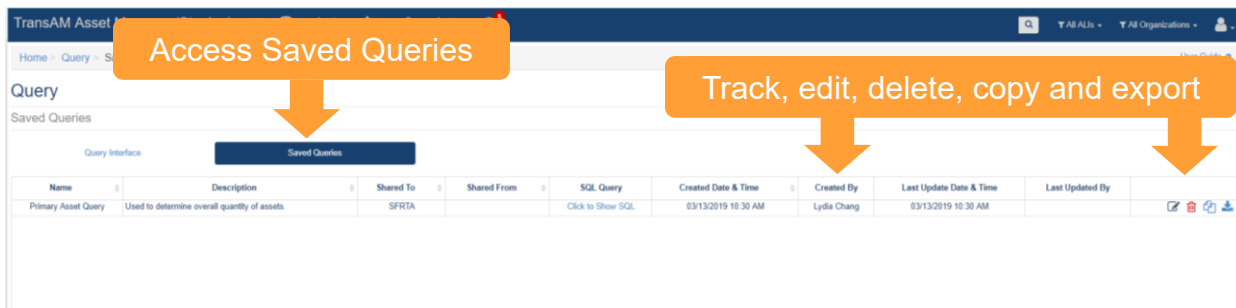 TransAM Asset
All ALIs
All Organizations
Access Saved Queries
Home > Query >
Track, edit, delete, copy and export
Query
Saved Queries
Query Interface
Saved Queries
Name Description Shared To Shared From SQL Query Created Date & Time Created By Last Update Date & Time Last Updated By
Primary Asset Query Used to determine overall quantity of assets. SFRTA Click to Show SQL 03/13/2019 10:30 AM Lydia Chang 03/13/2019 10:30 AM